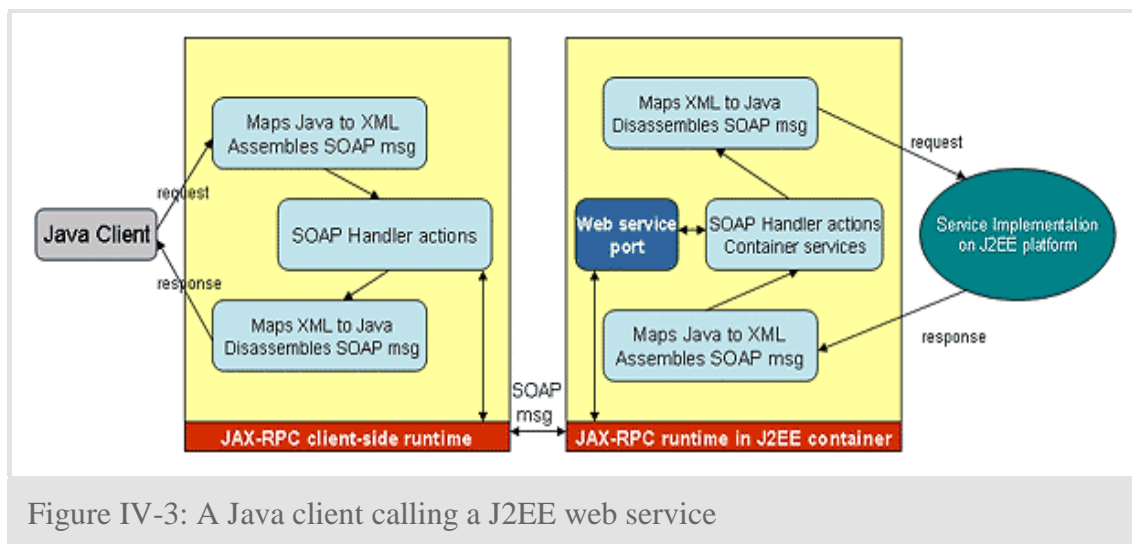 Java Client
request
response
Maps Java to XML
Assembles SOAP msg
SOAP Handler actions
Maps XML to Java
Disassembles SOAP msg
JAX-RPC client-side runtime
SOAP
msg
Maps XML to Java
Disassembles SOAP msg
Web service
port
SOAP Handler actions
Container services
Maps Java to XML
Assembles SOAP msg
JAX-RPC runtime in J2EE container
request
Service Implementation
on J2EE platform
response
Figure IV-3: A Java client calling a J2EE web service